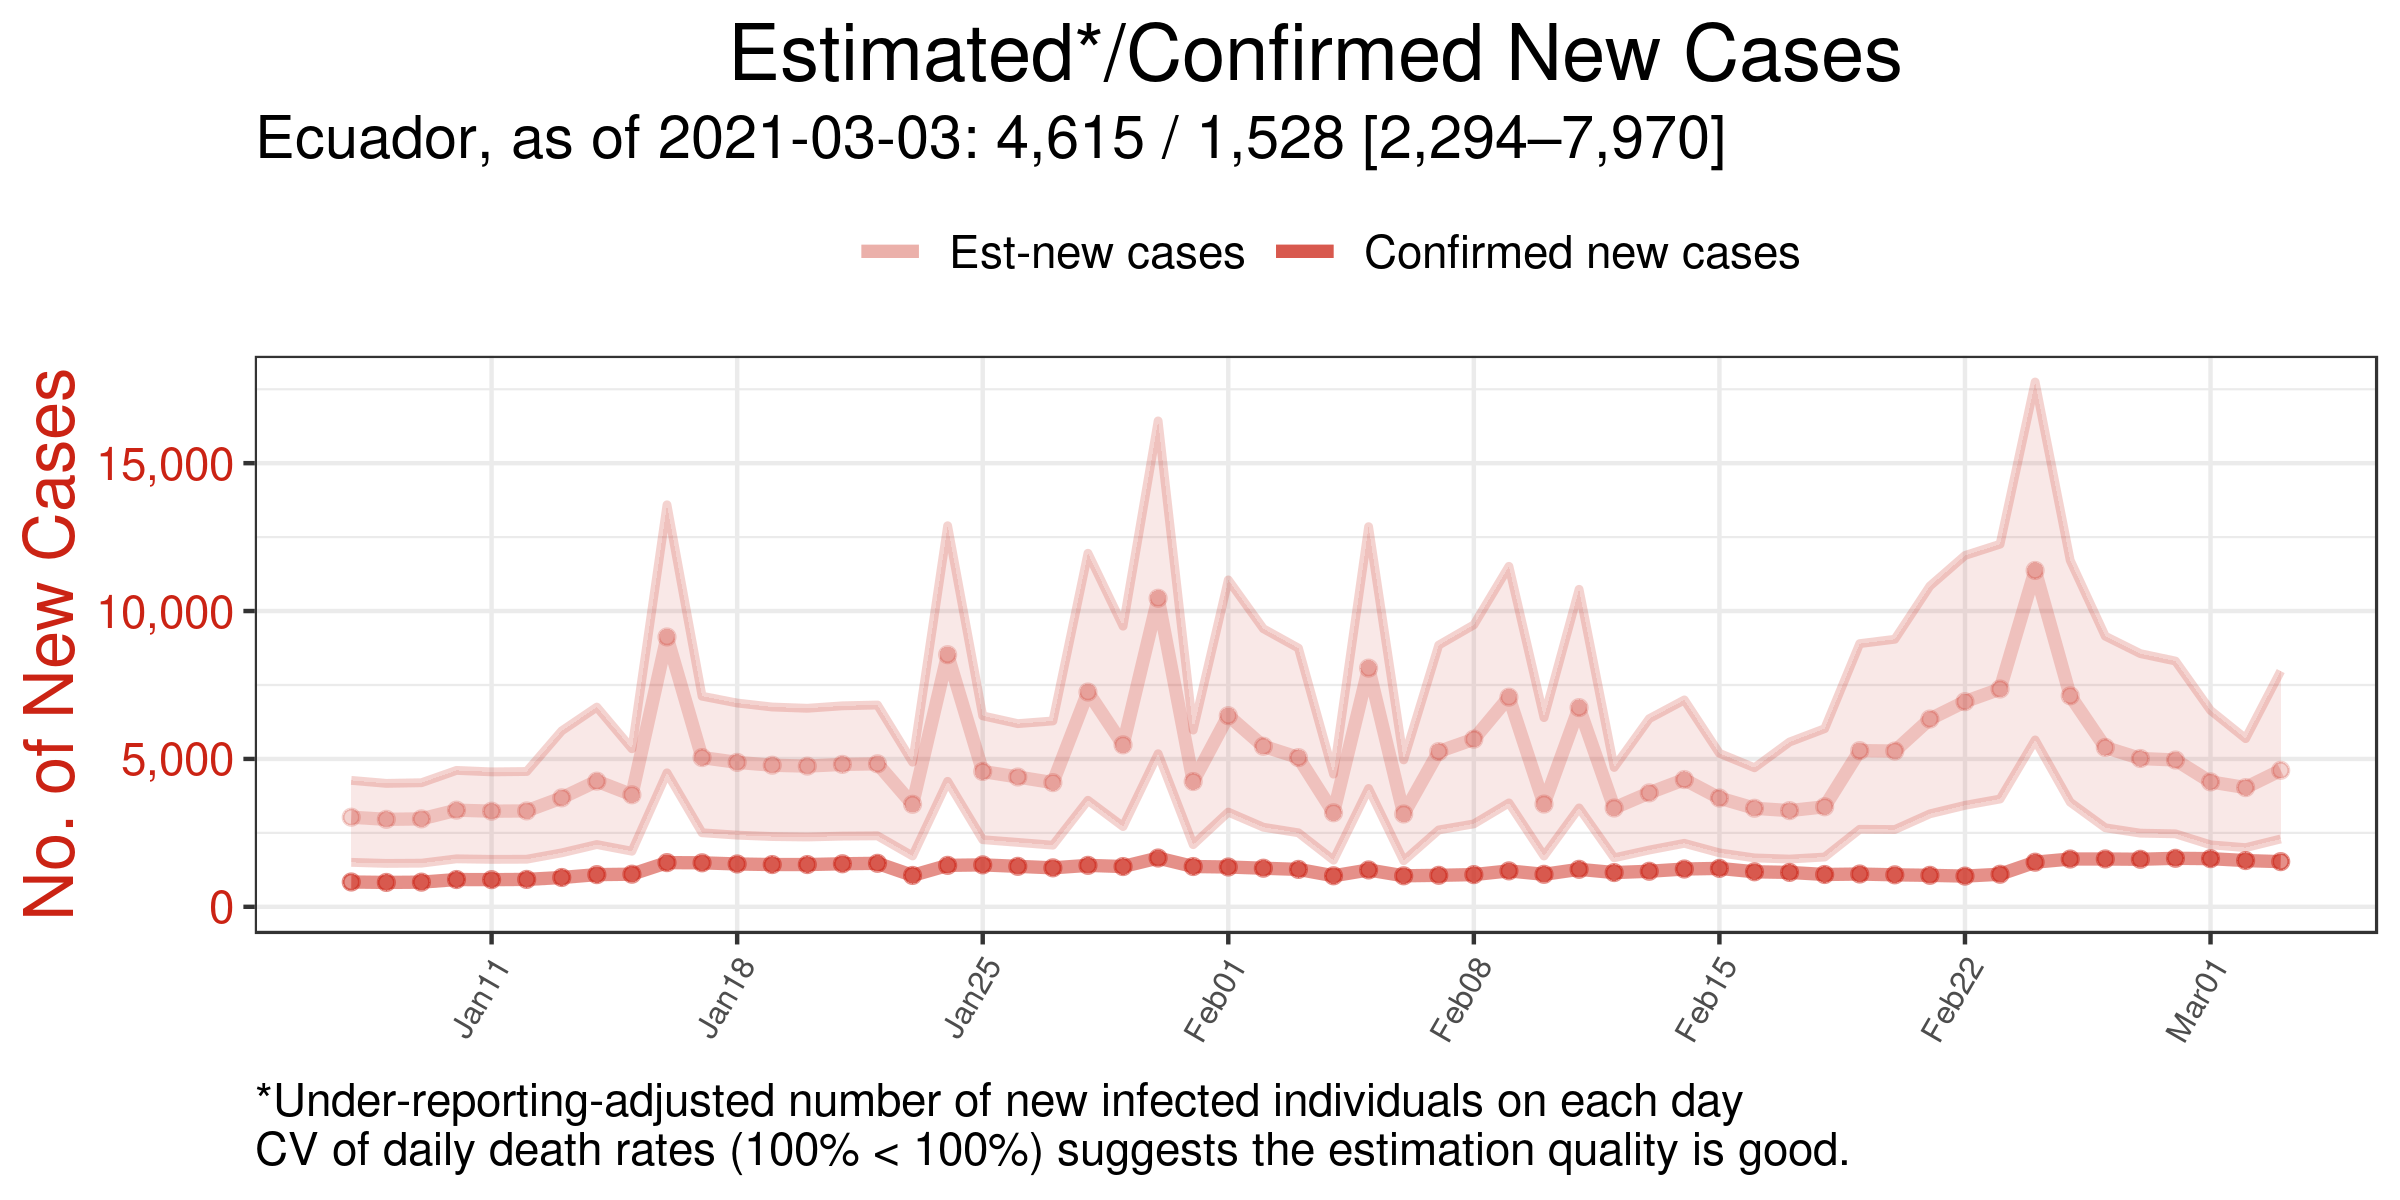 Estimated*/Confirmed New Cases
Ecuador, as of 2021-03-03: 4,615 / 1,528 [2,294–7,970]
Est-new cases
Confirmed new cases
No. of New Cases
15,000
10,000
5,000
0
Jan11
Jan18
Jan25
Feb01
Feb08
Feb15
Feb22
Mar01
*Under-reporting-adjusted number of new infected individuals on each day
CV of daily death rates (100% < 100%) suggests the estimation quality is good.